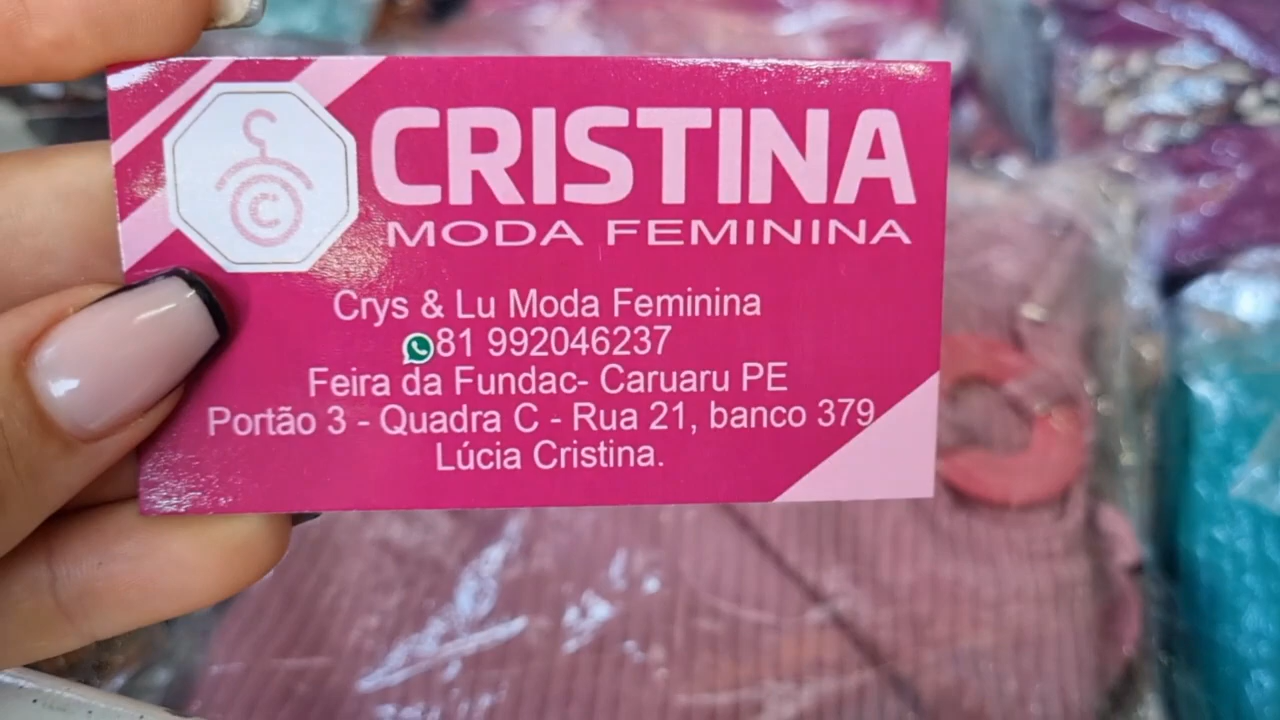 CRISTINA
MODA FEMININA
Crys & Lu Moda Feminina
81 992046237
Feira da Fundac- Caruaru PE
Portão 3 - Quadra C - Rua 21, banco 379
Lúcia Cristina.